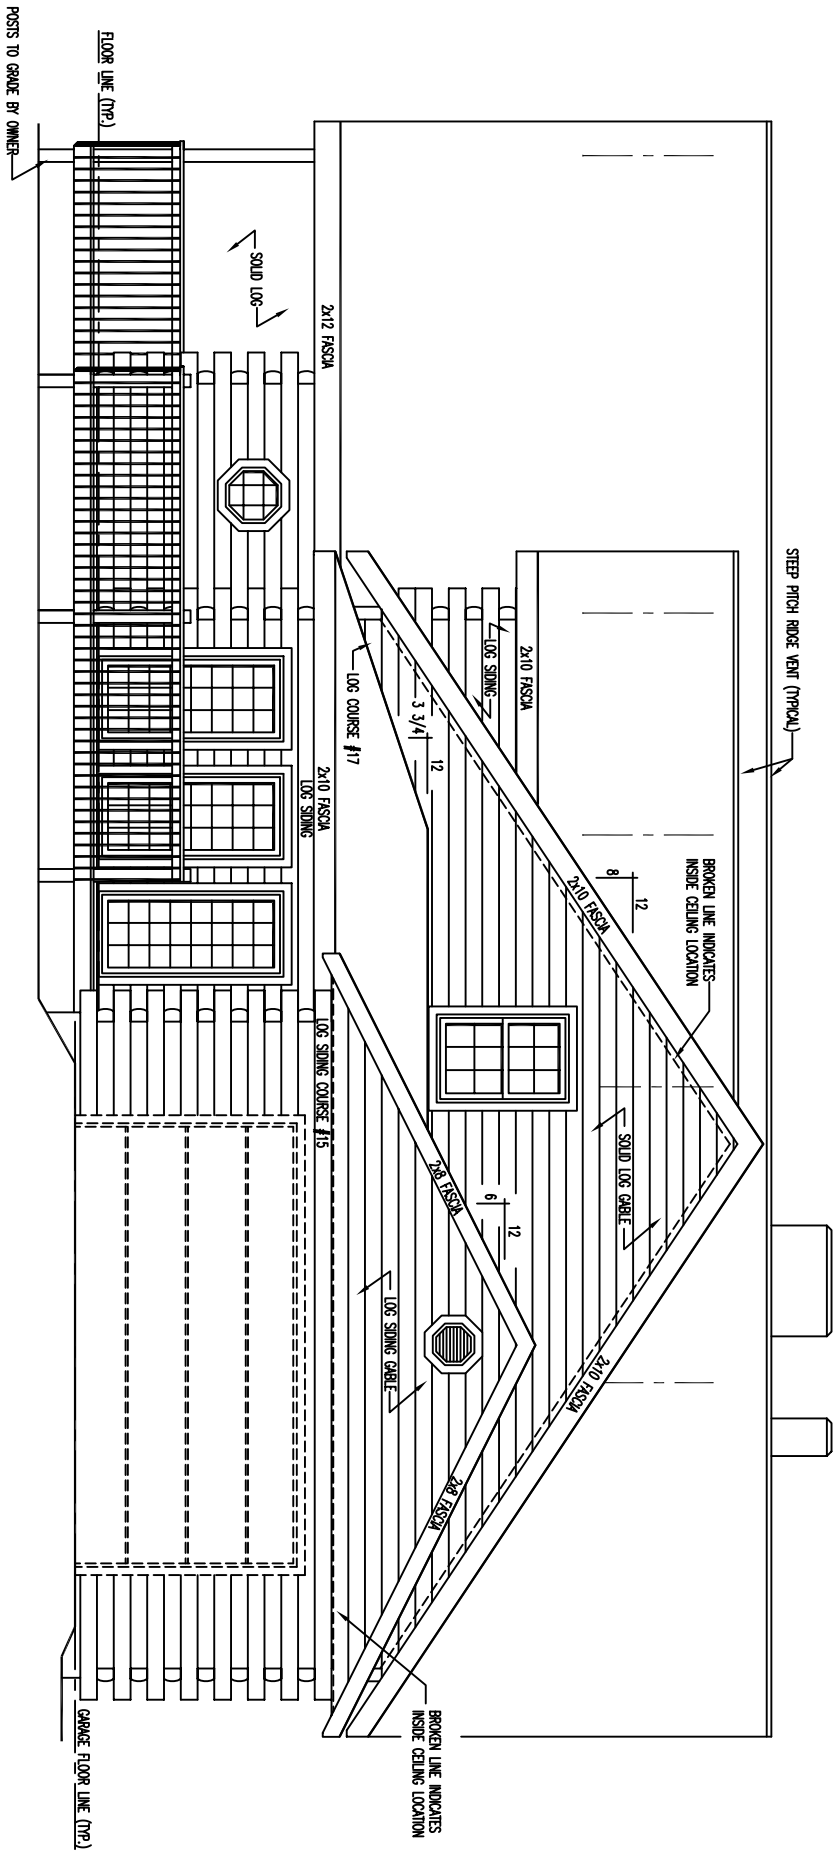 STEEP PITCH RIDGE VENT (TYPICAL)
BROKEN LINE INDICATES
INSIDE CEILING LOCATION
12
8
2x10 FASCIA
SOLID LOG GABLE
2x10 FASCIA
2x10 FASCIA
LOG SIDING
12
3 3/4
12
6
2x8 FASCIA
2x8 FASCIA
LOG SIDING GABLE
BROKEN LINE INDICATES
INSIDE CEILING LOCATION
2x12 FASCIA
LOG COURSE #17
2x10 FASCIA
LOG SIDING
LOG SIDING COURSE #15
SOLID LOG
FLOOR LINE (TYP.)
GARAGE FLOOR LINE (TYP.)
POSTS TO GRADE BY OWNER